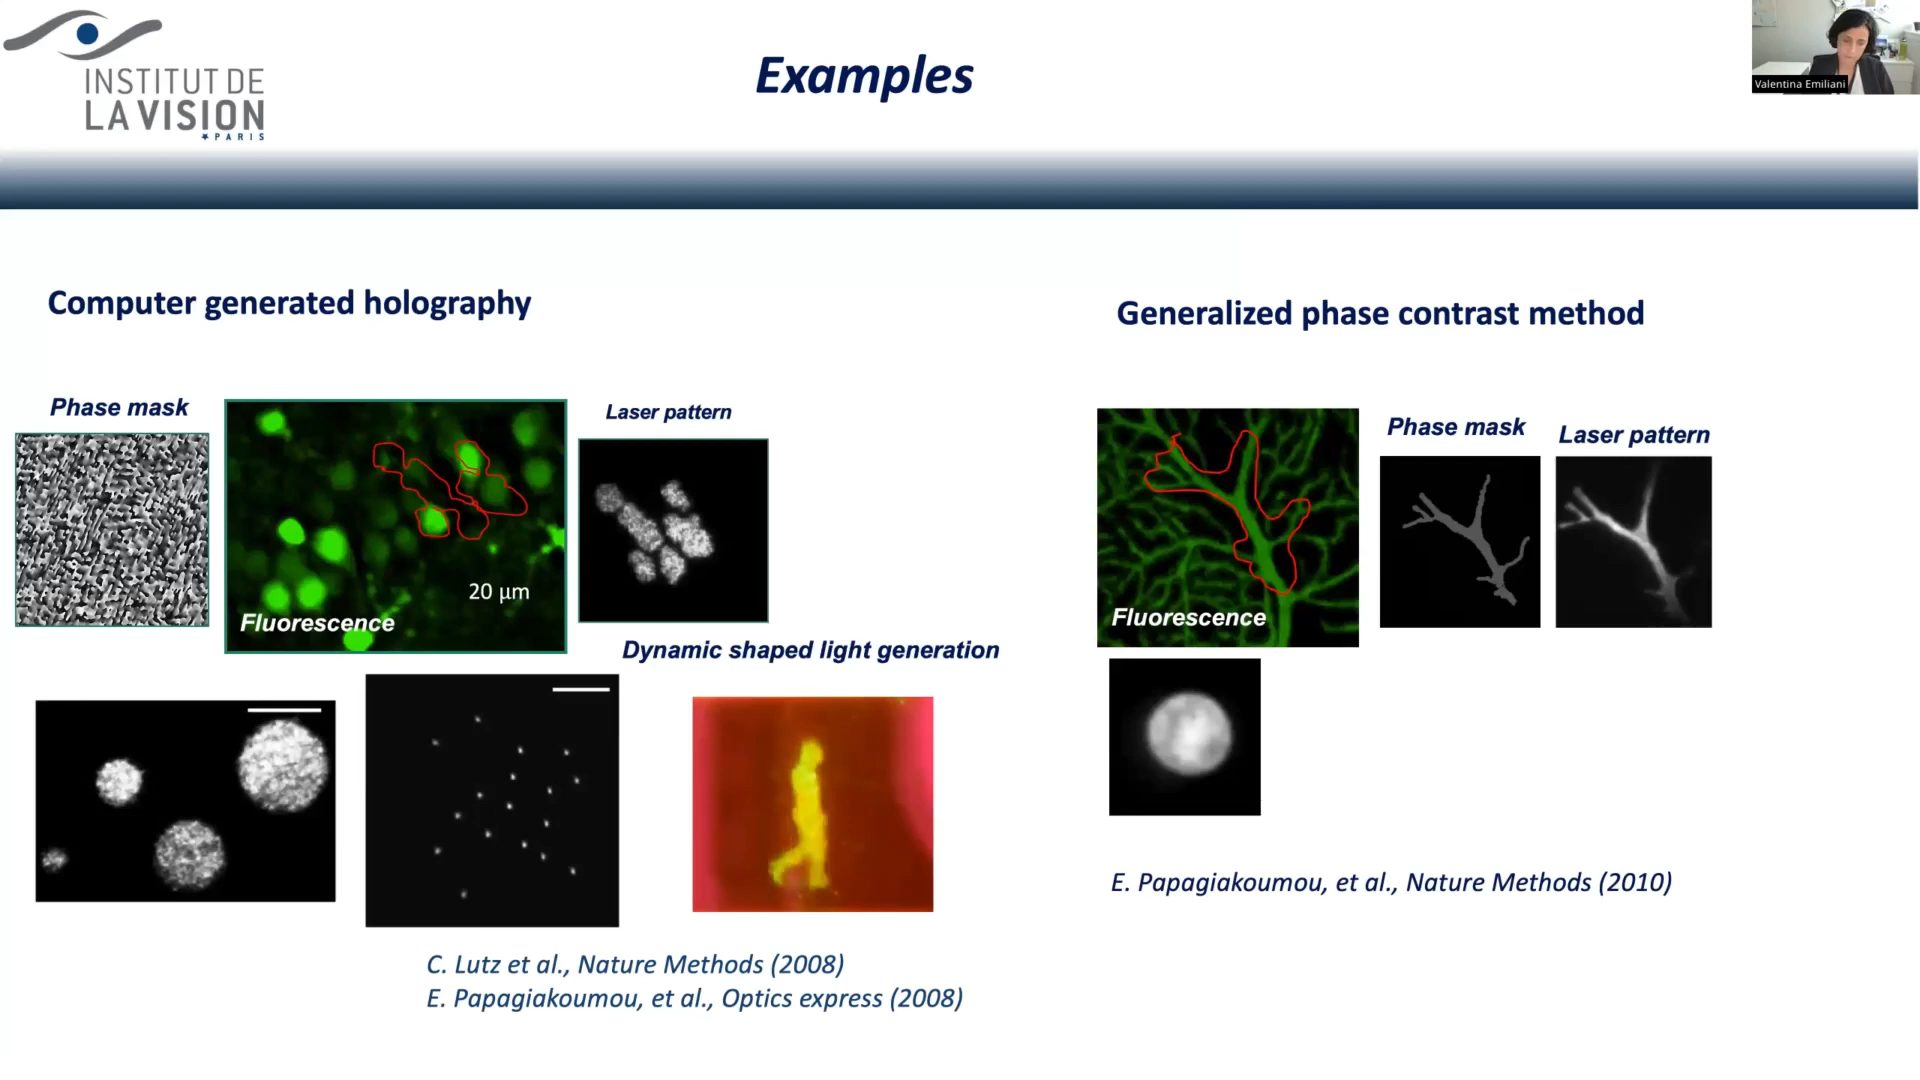 INSTITUT DE
LA VISION
PARIS
Examples
Valentina Emiliani
Computer generated holography
Phase mask
Fluorescence
20 µm
Laser pattern
Dynamic shaped light generation
C. Lutz et al., Nature Methods (2008)
E. Papagiakoumou, et al., Optics express (2008)
Generalized phase contrast method
Fluorescence
Phase mask
Laser pattern
E. Papagiakoumou, et al., Nature Methods (2010)